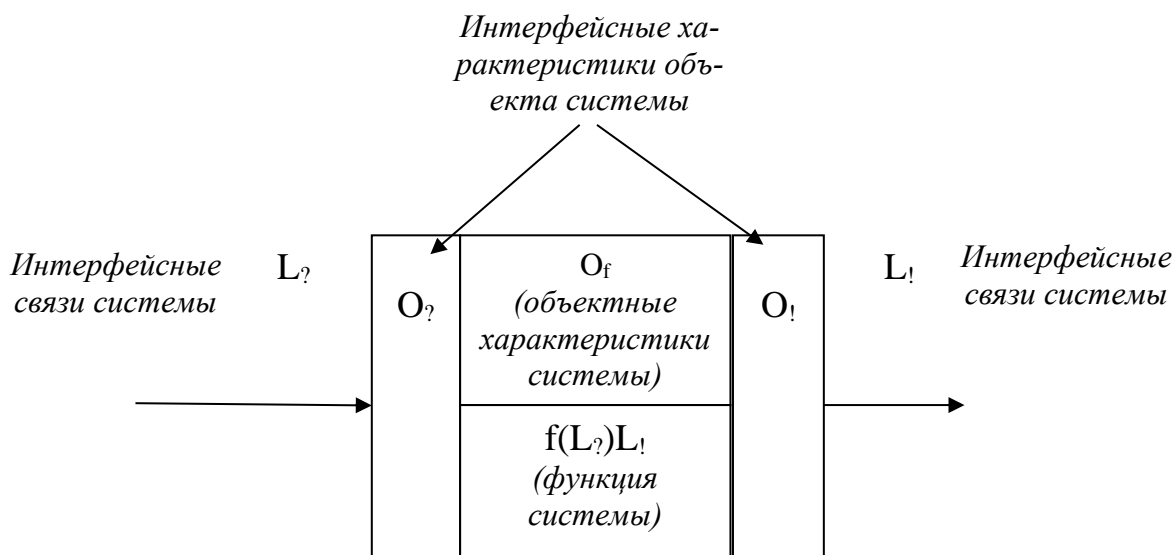 Интерфейсные ха-
рактеристики объ-
екта системы
Интерфейсные
связи системы
L?
O?
Of
(объектные
характеристики
системы)
f(L?)L!
(функция
системы)
O!
L!
Интерфейсные
связи системы